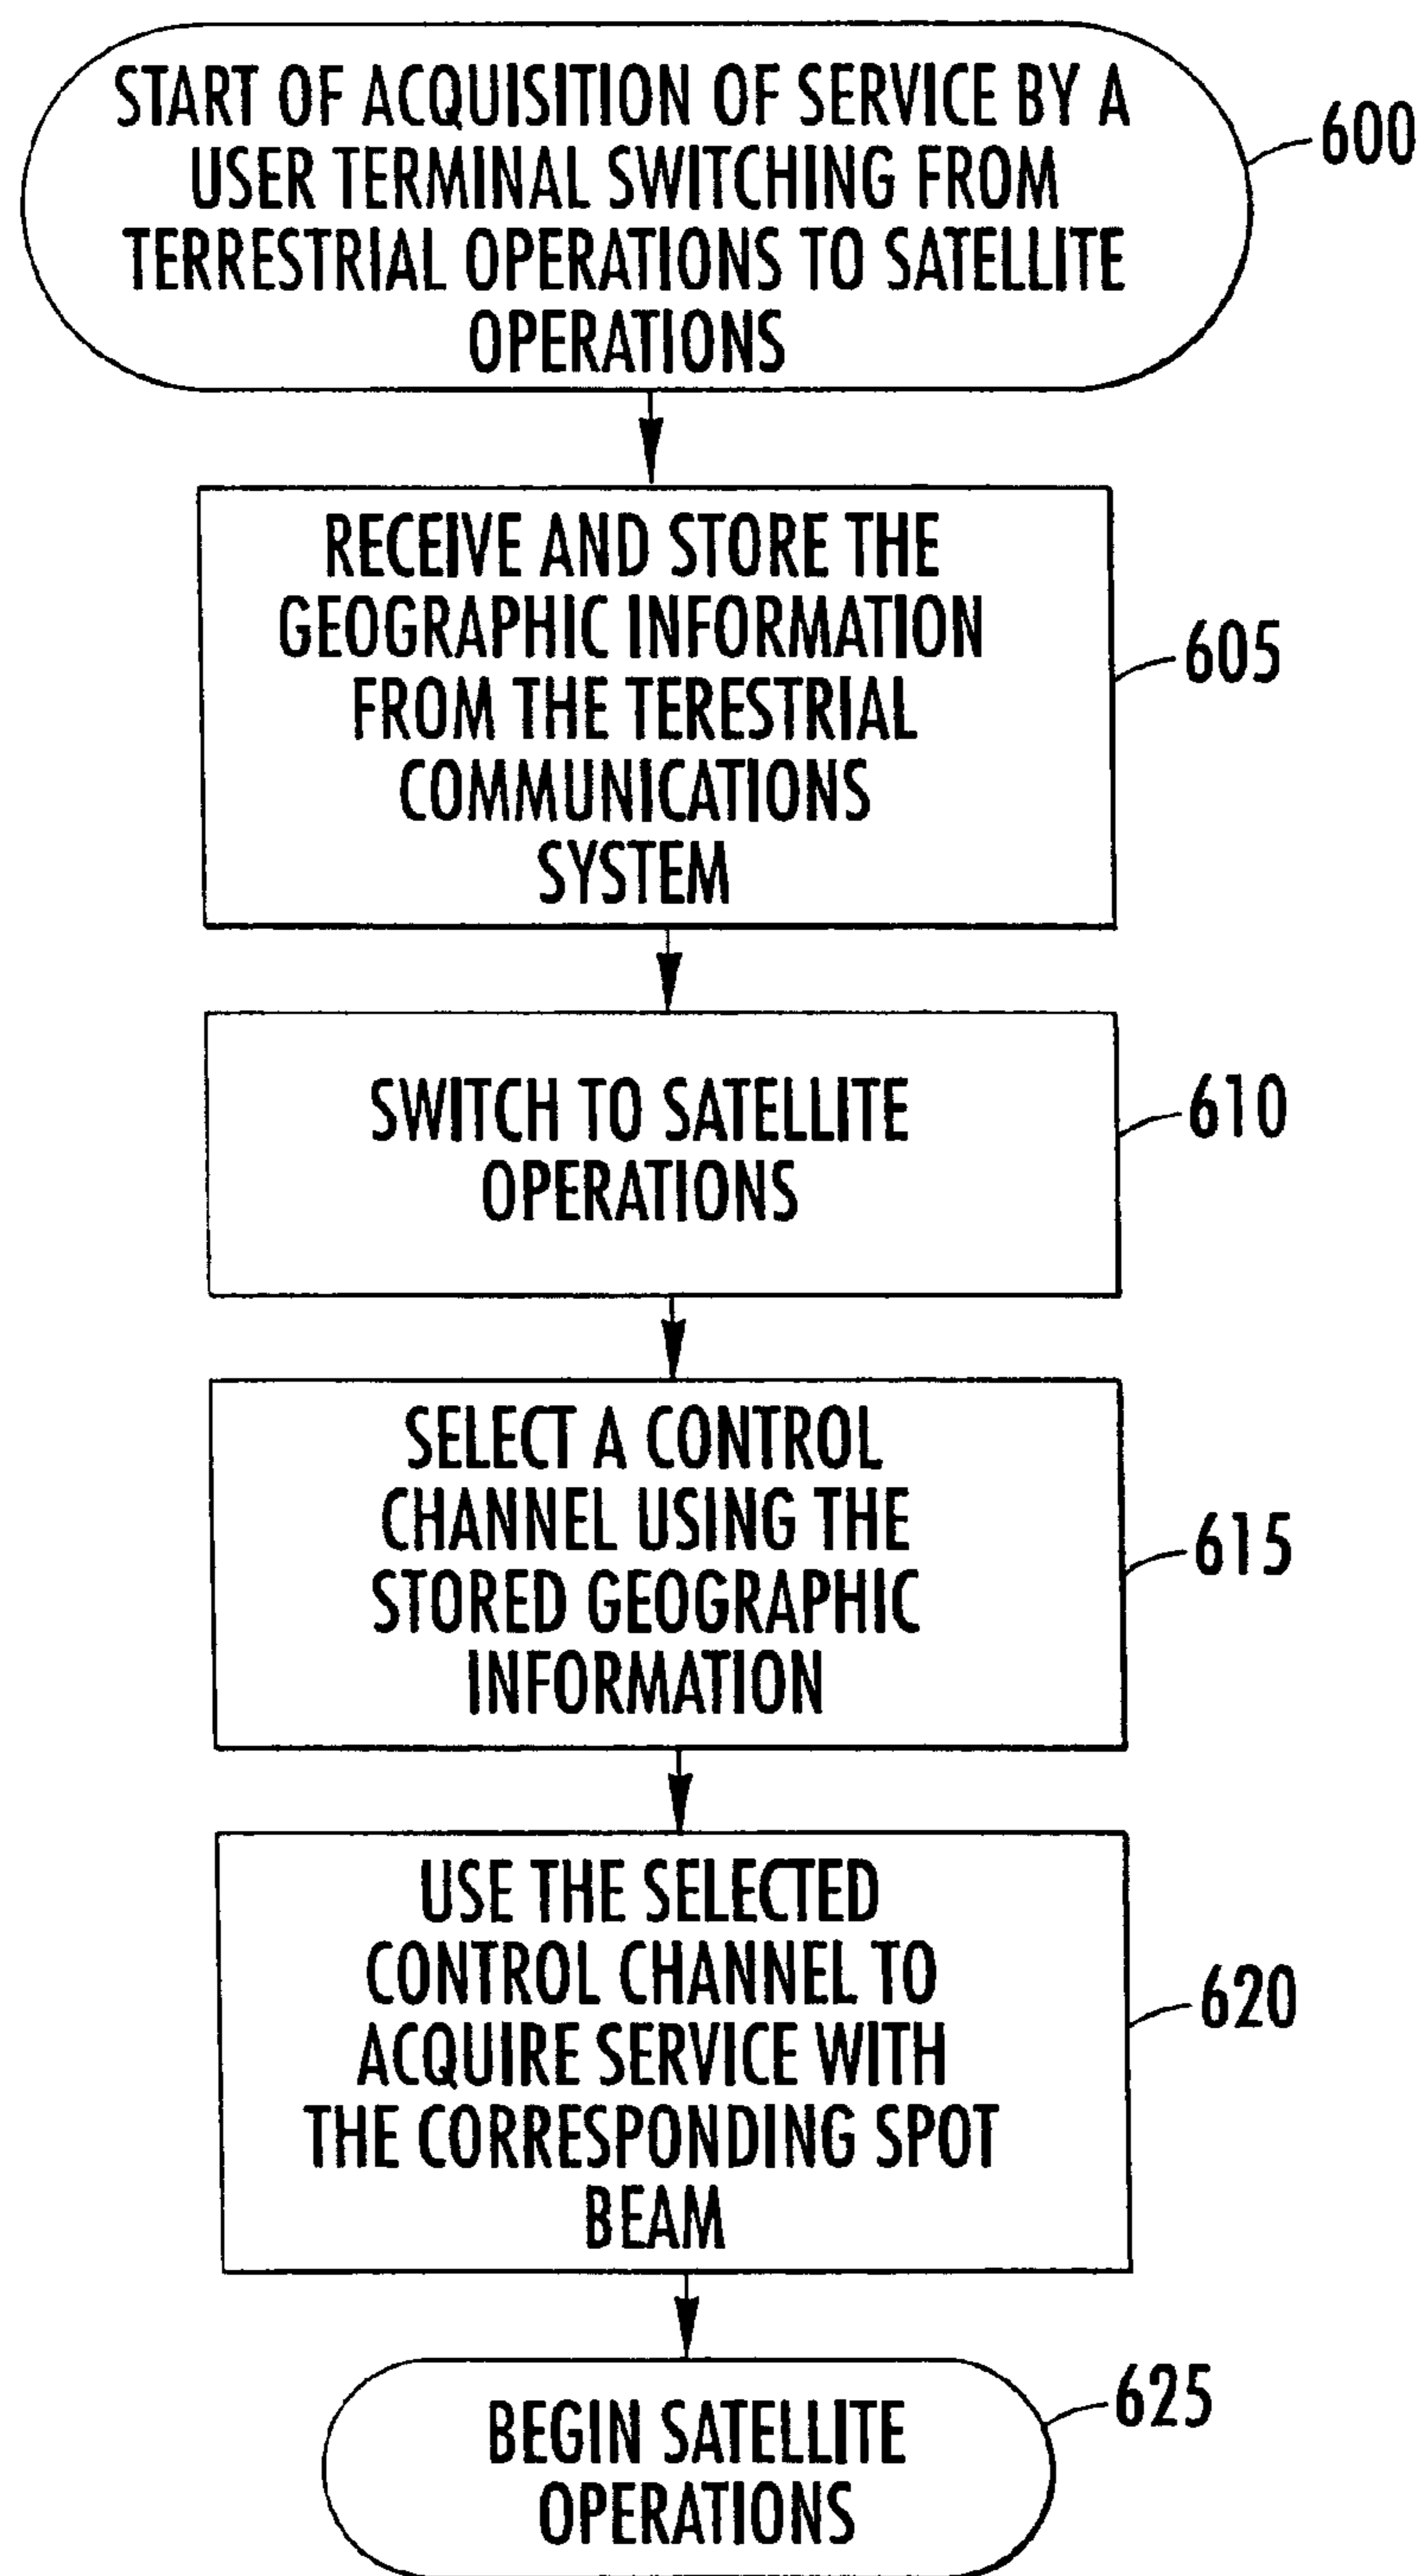 START OF ACQUISITION OF SERVICE BY A
USER TERMINAL SWITCHING FROM
TERRESTRIAL OPERATIONS TO SATELLITE
OPERATIONS
600
RECEIVE AND STORE THE
GEOGRAPHIC INFORMATION
FROM THE TERESTRIAL
COMMUNICATIONS
SYSTEM
605
SWITCH TO SATELLITE
OPERATIONS
610
SELECT A CONTROL
CHANNEL USING THE
STORED GEOGRAPHIC
INFORMATION
615
USE THE SELECTED
CONTROL CHANNEL TO
ACQUIRE SERVICE WITH
THE CORRESPONDING SPOT
BEAM
620
BEGIN SATELLITE
OPERATIONS
625